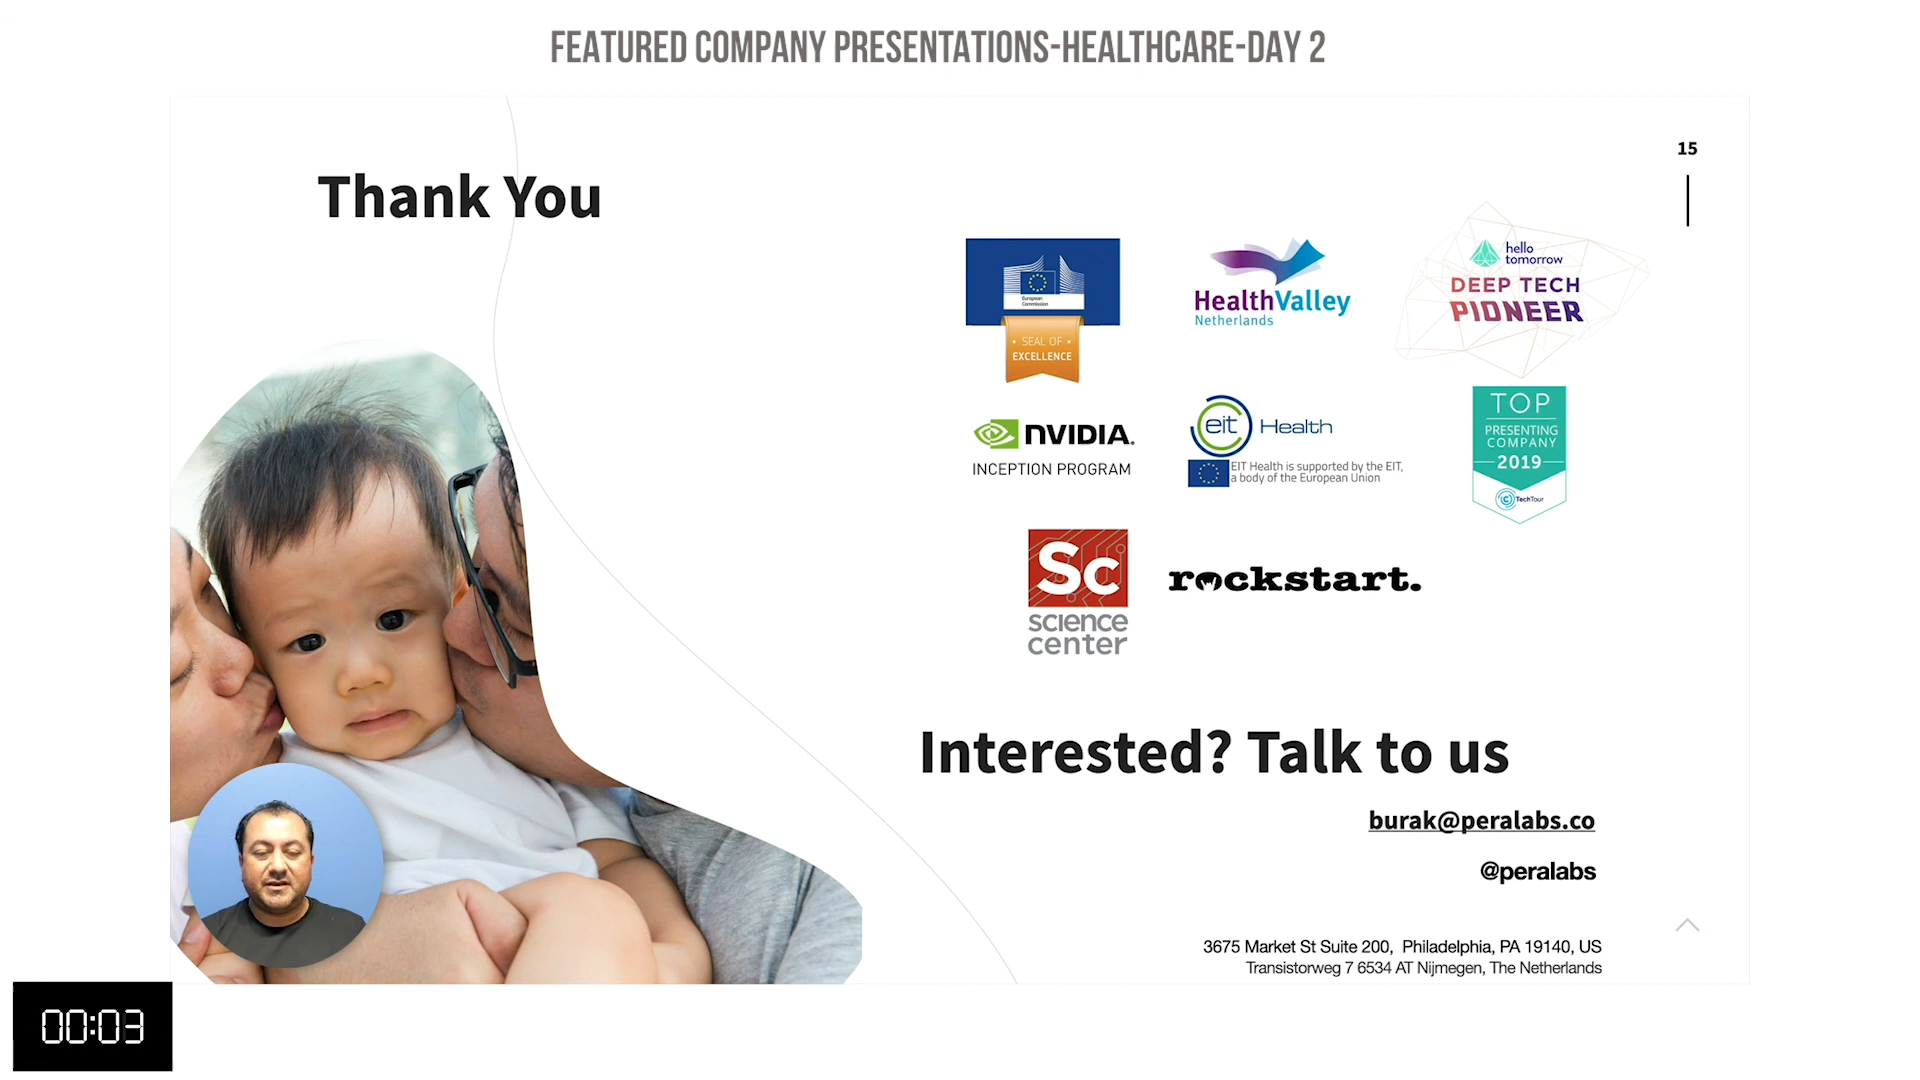 FEATURED COMPANY PRESENTATIONS-HEALTHCARE-DAY 2
15
Thank You
European
Commission
• SEAL OF •
EXCELLENCE
HealthValley
Netherlands
hello
tomorrow
DEEP TECH
PIONEER
NVIDIA.
INCEPTION PROGRAM
eit Health
EIT Health is supported by the EIT,
a body of the European Union
TOP
PRESENTING
COMPANY
2019
TechTour
Sc
science
center
rockstart.
Interested? Talk to us
burak@peralabs.co
@peralabs
3675 Market St Suite 200, Philadelphia, PA 19140, US
Transistorweg 7 6534 AT Nijmegen, The Netherlands
00:03